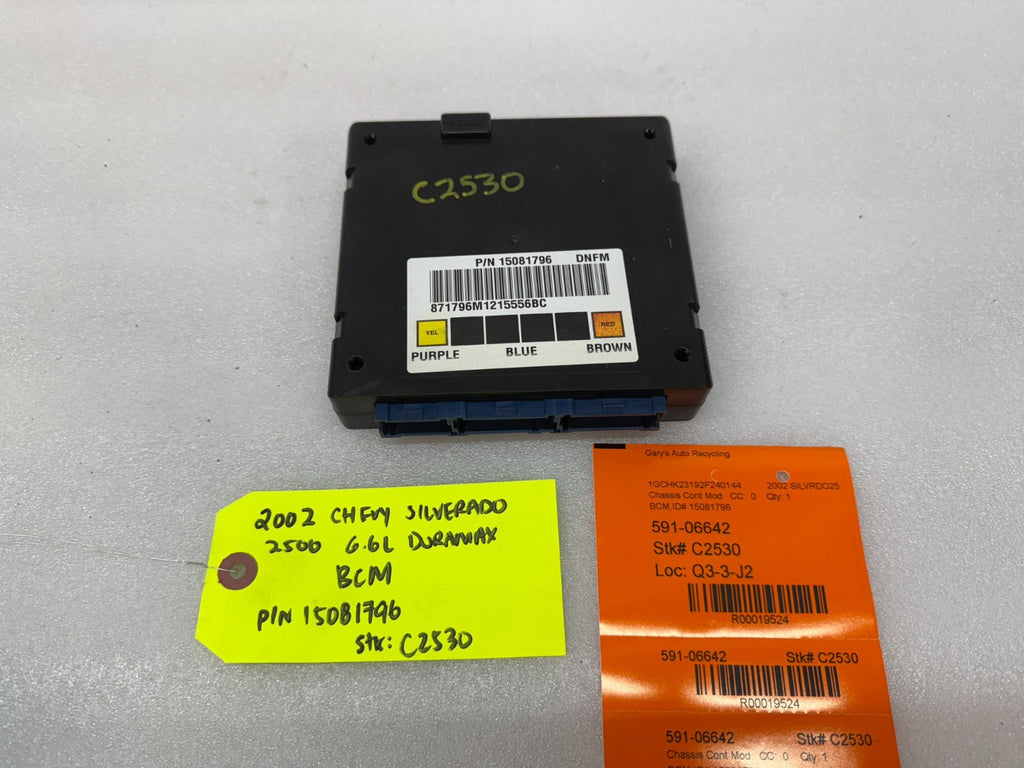 C2530
P/N 15081796 DNFM
871796M1215556BC
YEL RED
PURPLE BLUE BROWN
2002 CHEVY SILVERADO
2500 6.6L DURAMAX
BCM
P/N 15081796
Stk: C2530
Gary's Auto Recycling
1GCHK23192F240144 2002 SILVRDO25
Chassis Cont Mod CC: 0 Qty: 1
BCM,ID# 15081796
591-06642
Stk# C2530
Loc: Q3-3-J2
R00019524
591-06642 Stk# C2530
R00019524
591-06642 Stk# C2530
Chassis Cont Mod CC: 0 Qty: 1